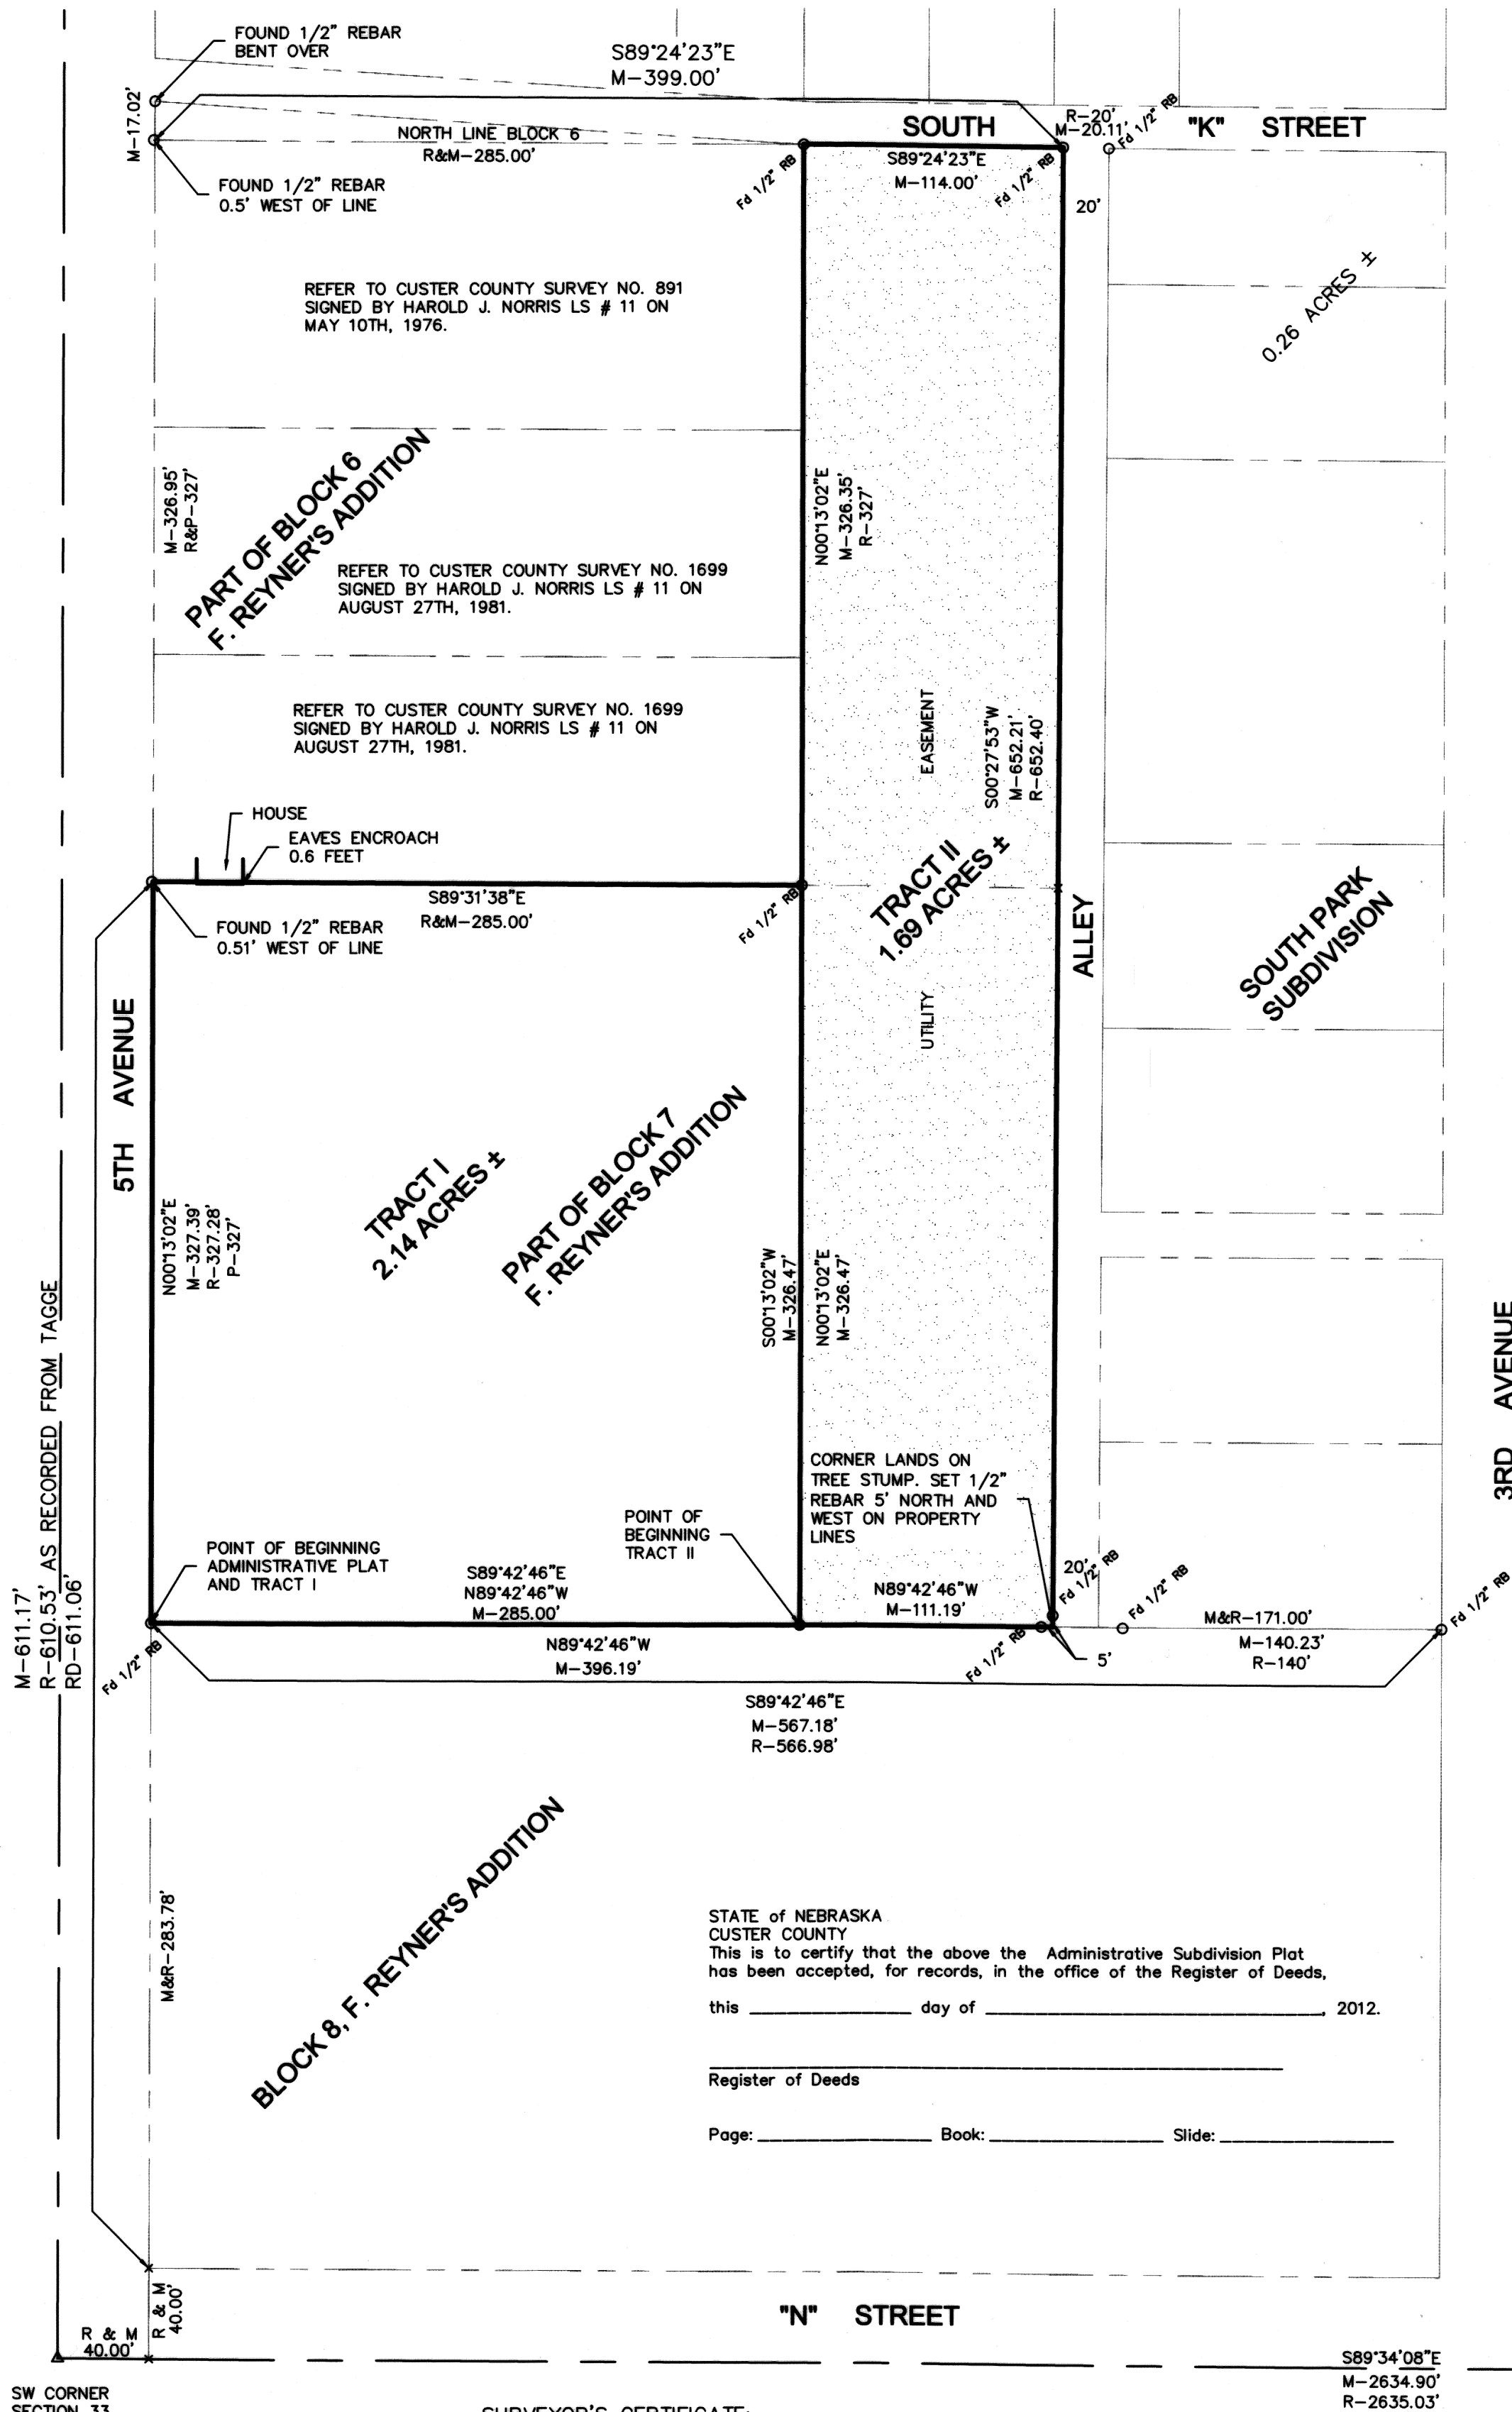 FOUND 1/2" REBAR
BENT OVER
S89°24'23"E
M-399.00'
M-17.02'
NORTH LINE BLOCK 6
R&M-285.00'
SOUTH "K" STREET
R-20'
M-20.11'
Fd 1/2" RB
Fd 1/2" RB
S89°24'23"E
M-114.00'
Fd 1/2" RB
20'
FOUND 1/2" REBAR
0.5' WEST OF LINE
REFER TO CUSTER COUNTY SURVEY NO. 891
SIGNED BY HAROLD J. NORRIS LS # 11 ON
MAY 10TH, 1976.
0.26 ACRES ±
M-326.95'
R&P-327'
PART OF BLOCK 6
F. REYNER'S ADDITION
N00°13'02"E
M-326.35'
R-327'
REFER TO CUSTER COUNTY SURVEY NO. 1699
SIGNED BY HAROLD J. NORRIS LS # 11 ON
AUGUST 27TH, 1981.
REFER TO CUSTER COUNTY SURVEY NO. 1699
SIGNED BY HAROLD J. NORRIS LS # 11 ON
AUGUST 27TH, 1981.
EASEMENT
S00°27'53"W
M-652.21'
R-652.40'
HOUSE
EAVES ENCROACH
0.6 FEET
S89°31'38"E
R&M-285.00'
Fd 1/2" RB
FOUND 1/2" REBAR
0.51' WEST OF LINE
TRACT II
1.69 ACRES ±
ALLEY
SOUTH PARK
SUBDIVISION
UTILITY
5TH AVENUE
TRACT I
2.14 ACRES ±
PART OF BLOCK 7
F. REYNER'S ADDITION
N00°13'02"E
M-327.39'
R-327.28'
P-327'
S00°13'02"W
M-326.47'
N00°13'02"E
M-326.47'
3RD AVENUE
M-611.17'
R-610.53' AS RECORDED FROM TAGGE
RD-611.06'
CORNER LANDS ON
TREE STUMP. SET 1/2"
REBAR 5' NORTH AND
WEST ON PROPERTY
LINES
POINT OF
BEGINNING
TRACT II
POINT OF BEGINNING
ADMINISTRATIVE PLAT
AND TRACT I
S89°42'46"E
N89°42'46"W
M-285.00'
N89°42'46"W
M-111.19'
20'
Fd 1/2" RB
Fd 1/2" RB
Fd 1/2" RB
M&R-171.00'
M-140.23'
R-140'
Fd 1/2" RB
N89°42'46"W
M-396.19'
Fd 1/2" RB
5'
S89°42'46"E
M-567.18'
R-566.98'
M&R-283.78'
BLOCK 8, F. REYNER'S ADDITION
STATE of NEBRASKA
CUSTER COUNTY
This is to certify that the above the Administrative Subdivision Plat
has been accepted, for records, in the office of the Register of Deeds,
this ________ day of ________, 2012.
Register of Deeds
Page: ________ Book: ________ Slide: ________
R & M
40.00'
"N" STREET
R & M
40.00'
S89°34'08"E
M-2634.90'
R-2635.03'
SW CORNER
SECTION 33
SURVEYOR'S CERTIFICATE: